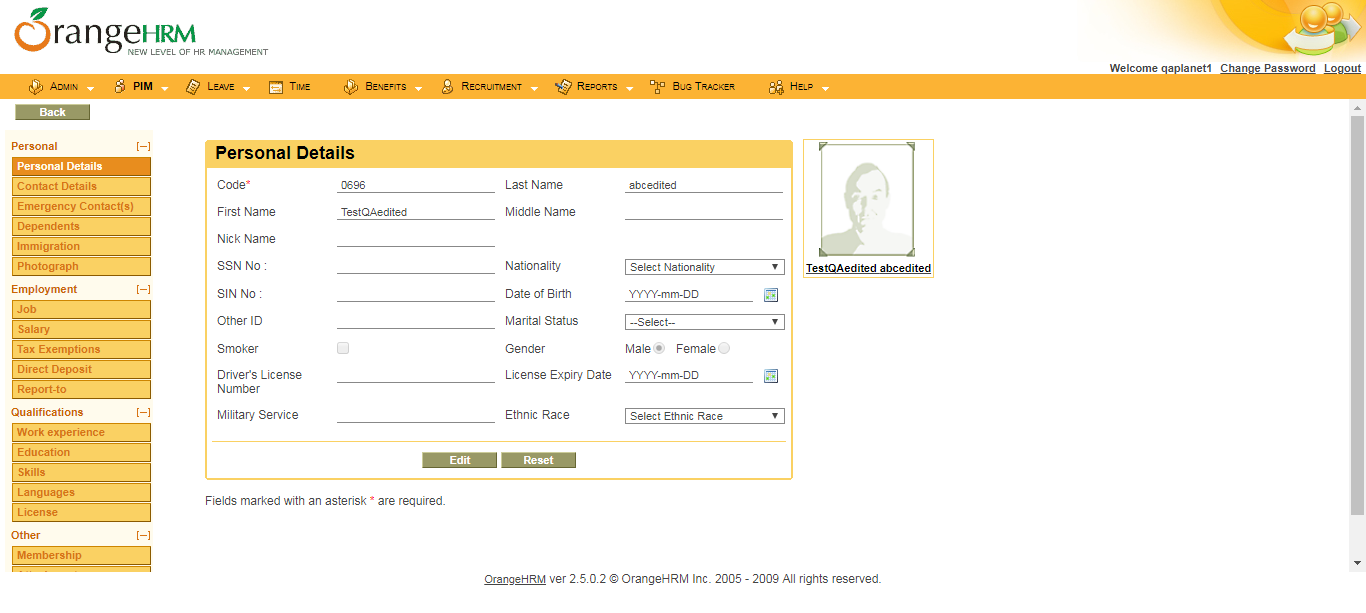 OrangeHRM
NEW LEVEL OF HR MANAGEMENT
Welcome qaplanet1 Change Password Logout
ADMIN PIM LEAVE TIME BENEFITS RECRUITMENT REPORTS BUG TRACKER HELP
Back
Personal [—]
Personal Details
Contact Details
Emergency Contact(s)
Dependents
Immigration
Photograph
Employment [—]
Job
Salary
Tax Exemptions
Direct Deposit
Report-to
Qualifications [—]
Work experience
Education
Skills
Languages
License
Other [—]
Membership
Personal Details
Code* 0696 Last Name abcedited
First Name TestQAedited Middle Name
Nick Name
SSN No : Nationality Select Nationality
SIN No : Date of Birth YYYY-mm-DD
Other ID Marital Status --Select--
Smoker Gender Male Female
Driver's License Number License Expiry Date YYYY-mm-DD
Military Service Ethnic Race Select Ethnic Race
Edit Reset
Fields marked with an asterisk * are required.
TestQAedited abcedited
OrangeHRM ver 2.5.0.2 © OrangeHRM Inc. 2005 - 2009 All rights reserved.